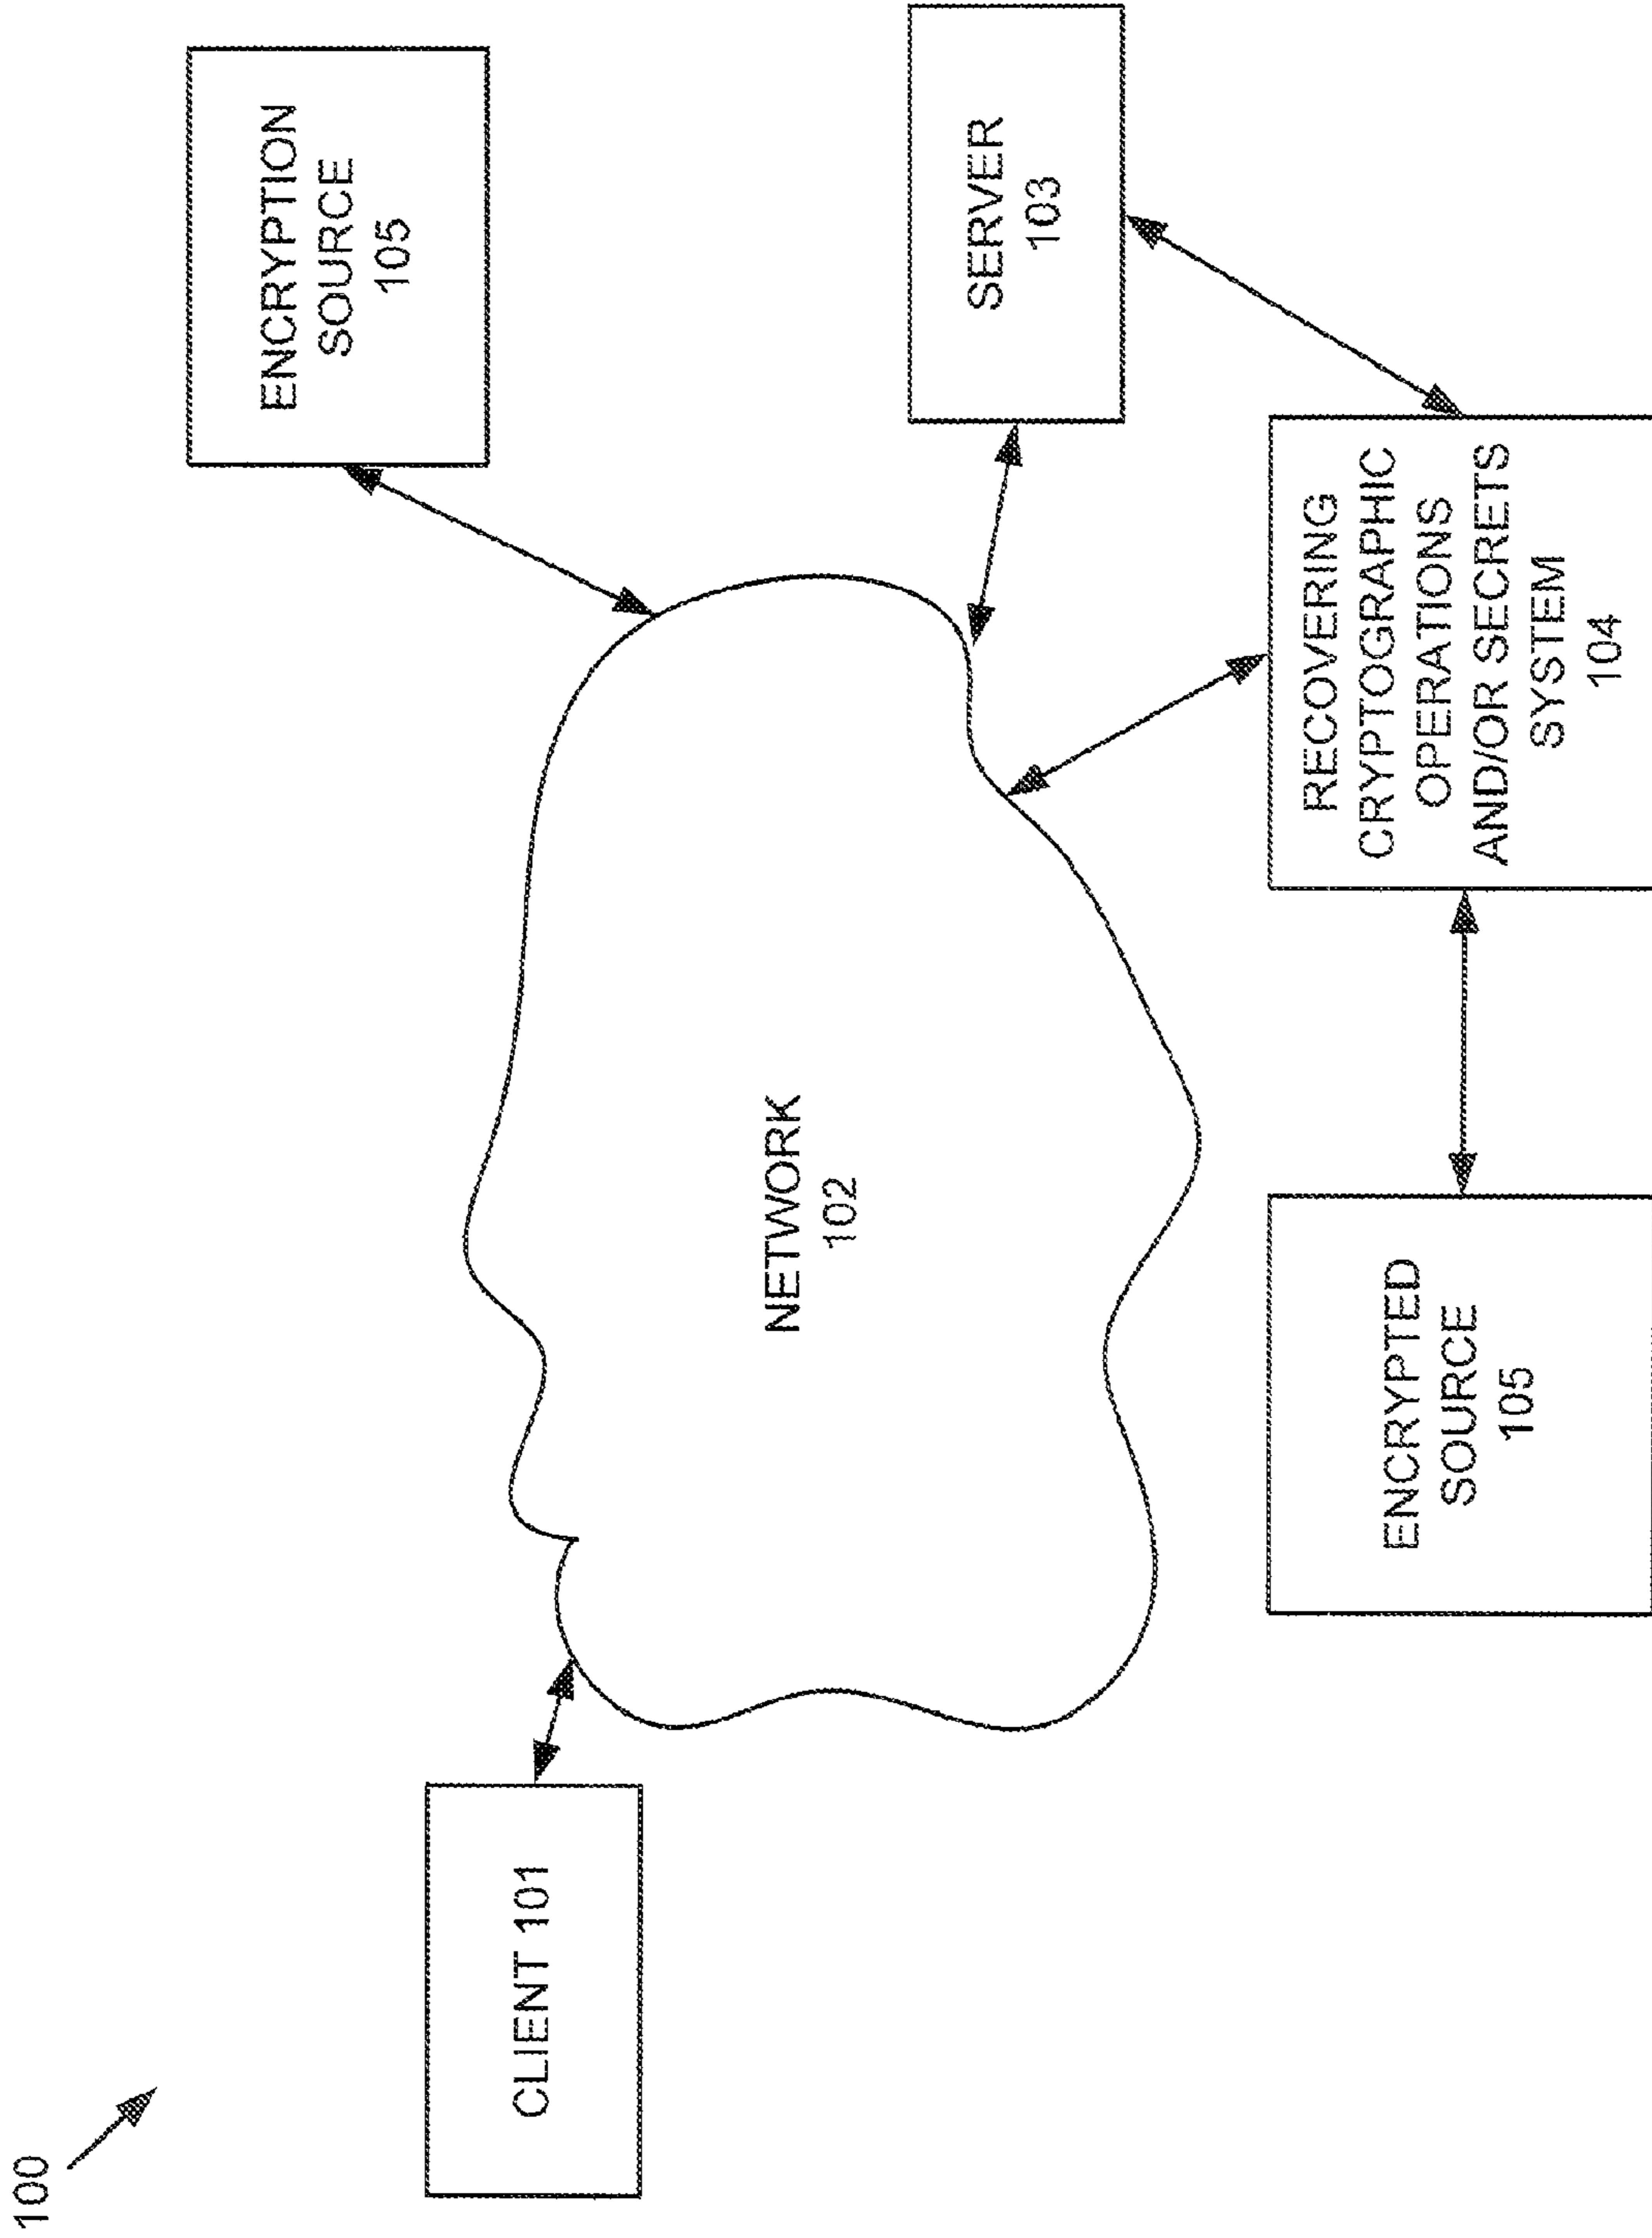 100
CLIENT 101
ENCRYPTION
SOURCE
105
NETWORK
102
SERVER
103
ENCRYPTED
SOURCE
105
RECOVERING
CRYPTOGRAPHIC
OPERATIONS
AND/OR SECRETS
SYSTEM
104